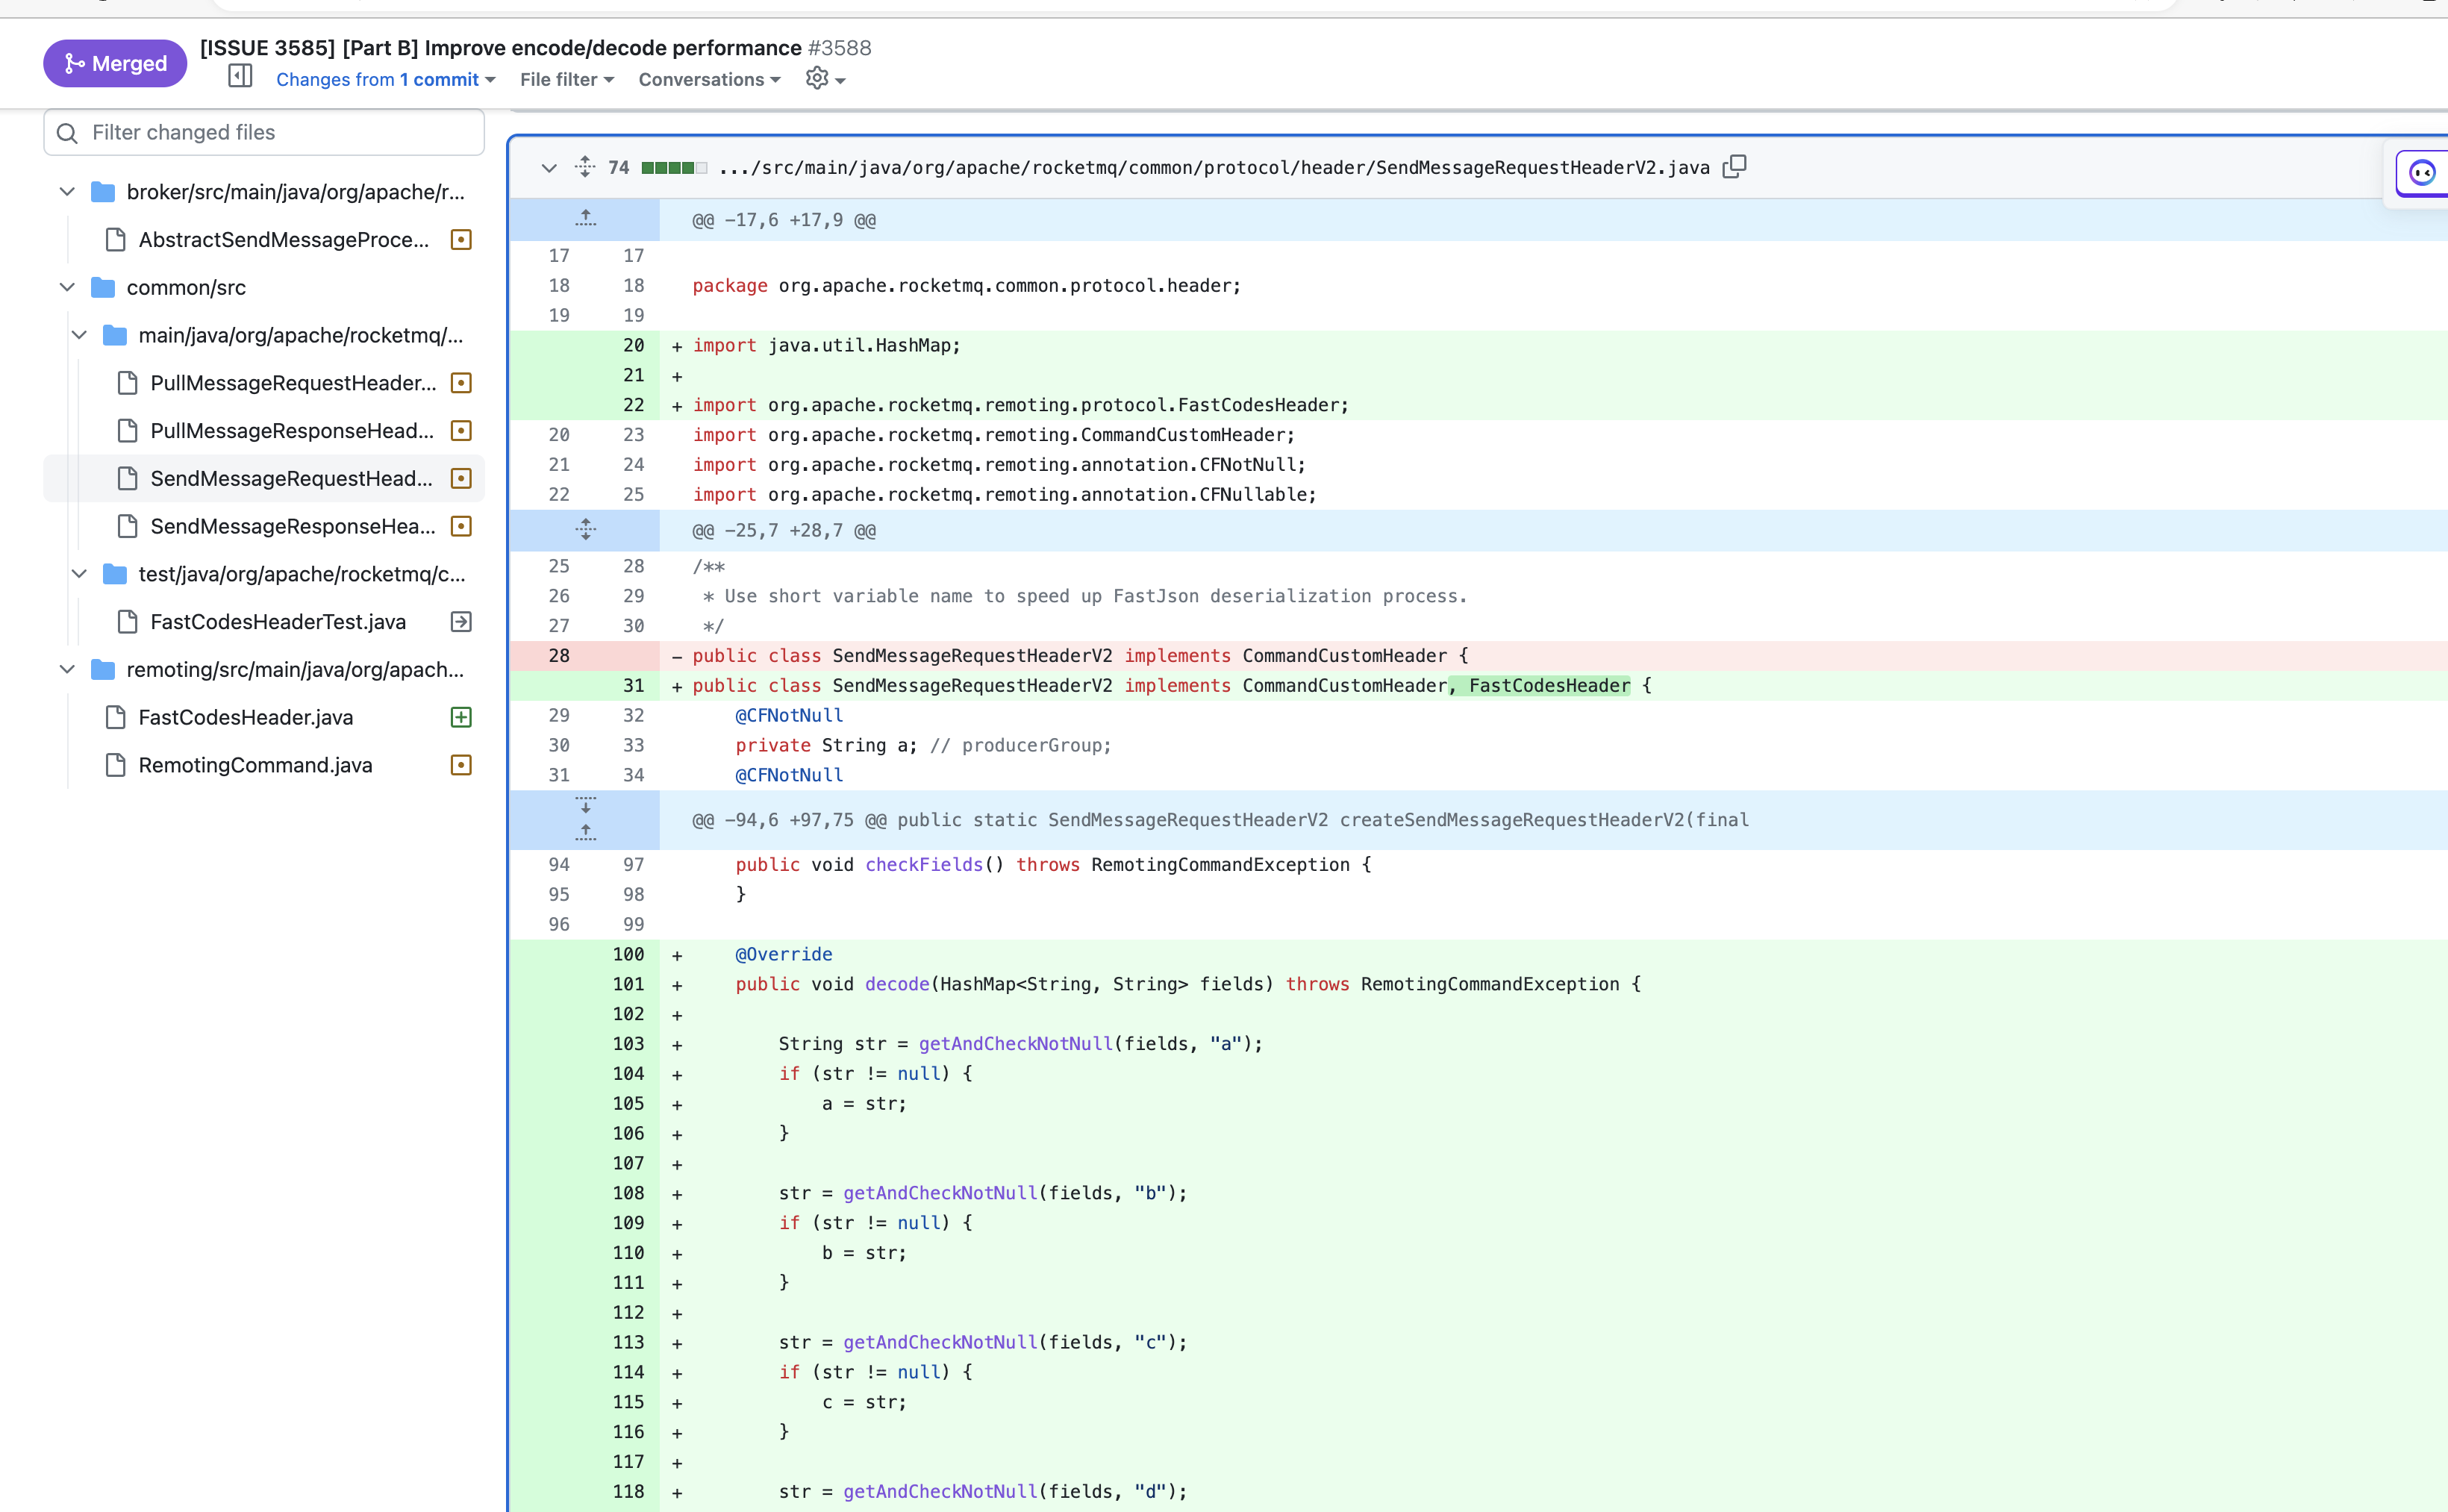 Merged
[ISSUE 3585] [Part B] Improve encode/decode performance #3588
Changes from 1 commit
File filter
Conversations
Filter changed files
broker/src/main/java/org/apache/r...
AbstractSendMessageProce...
common/src
main/java/org/apache/rocketmq/...
PullMessageRequestHeader...
PullMessageResponseHead...
SendMessageRequestHead...
SendMessageResponseHea...
test/java/org/apache/rocketmq/c...
FastCodesHeaderTest.java
remoting/src/main/java/org/apach...
FastCodesHeader.java
RemotingCommand.java
74 .../src/main/java/org/apache/rocketmq/common/protocol/header/SendMessageRequestHeaderV2.java
@@ -17,6 +17,9 @@
17 17
18 18 package org.apache.rocketmq.common.protocol.header;
19 19
20 + import java.util.HashMap;
21 +
22 + import org.apache.rocketmq.remoting.protocol.FastCodesHeader;
20 23 import org.apache.rocketmq.remoting.CommandCustomHeader;
21 24 import org.apache.rocketmq.remoting.annotation.CFNotNull;
22 25 import org.apache.rocketmq.remoting.annotation.CFNullable;
@@ -25,7 +28,7 @@
25 28 /**
26 29 * Use short variable name to speed up FastJson deserialization process.
27 30 */
28 - public class SendMessageRequestHeaderV2 implements CommandCustomHeader {
31 + public class SendMessageRequestHeaderV2 implements CommandCustomHeader, FastCodesHeader {
29 32 @CFNotNull
30 33 private String a; // producerGroup;
31 34 @CFNotNull
@@ -94,6 +97,75 @@ public static SendMessageRequestHeaderV2 createSendMessageRequestHeaderV2(final
94 97 public void checkFields() throws RemotingCommandException {
95 98 }
96 99
100 + @Override
101 + public void decode(HashMap<String, String> fields) throws RemotingCommandException {
102 +
103 + String str = getAndCheckNotNull(fields, "a");
104 + if (str != null) {
105 + a = str;
106 + }
107 +
108 + str = getAndCheckNotNull(fields, "b");
109 + if (str != null) {
110 + b = str;
111 + }
112 +
113 + str = getAndCheckNotNull(fields, "c");
114 + if (str != null) {
115 + c = str;
116 + }
117 +
118 + str = getAndCheckNotNull(fields, "d");